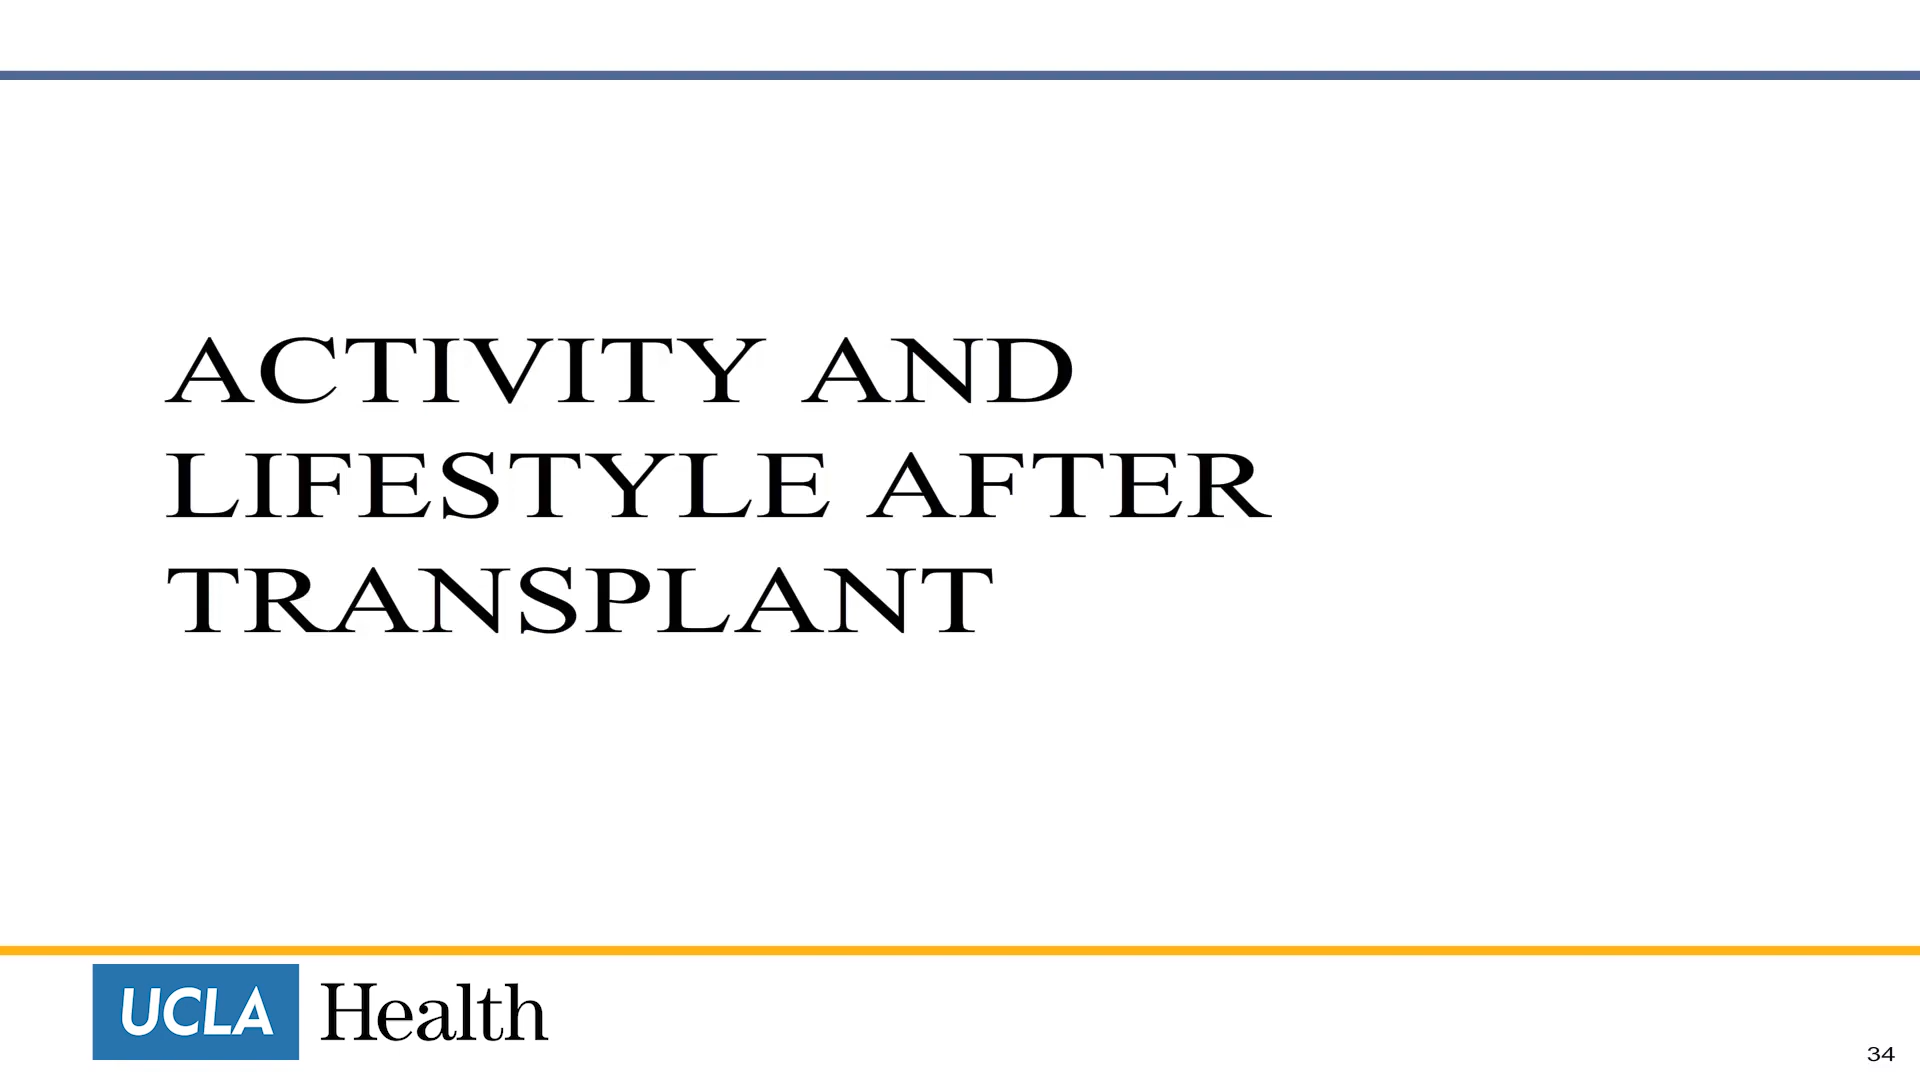 ACTIVITY AND
LIFESTYLE AFTER
TRANSPLANT
UCLA Health
34